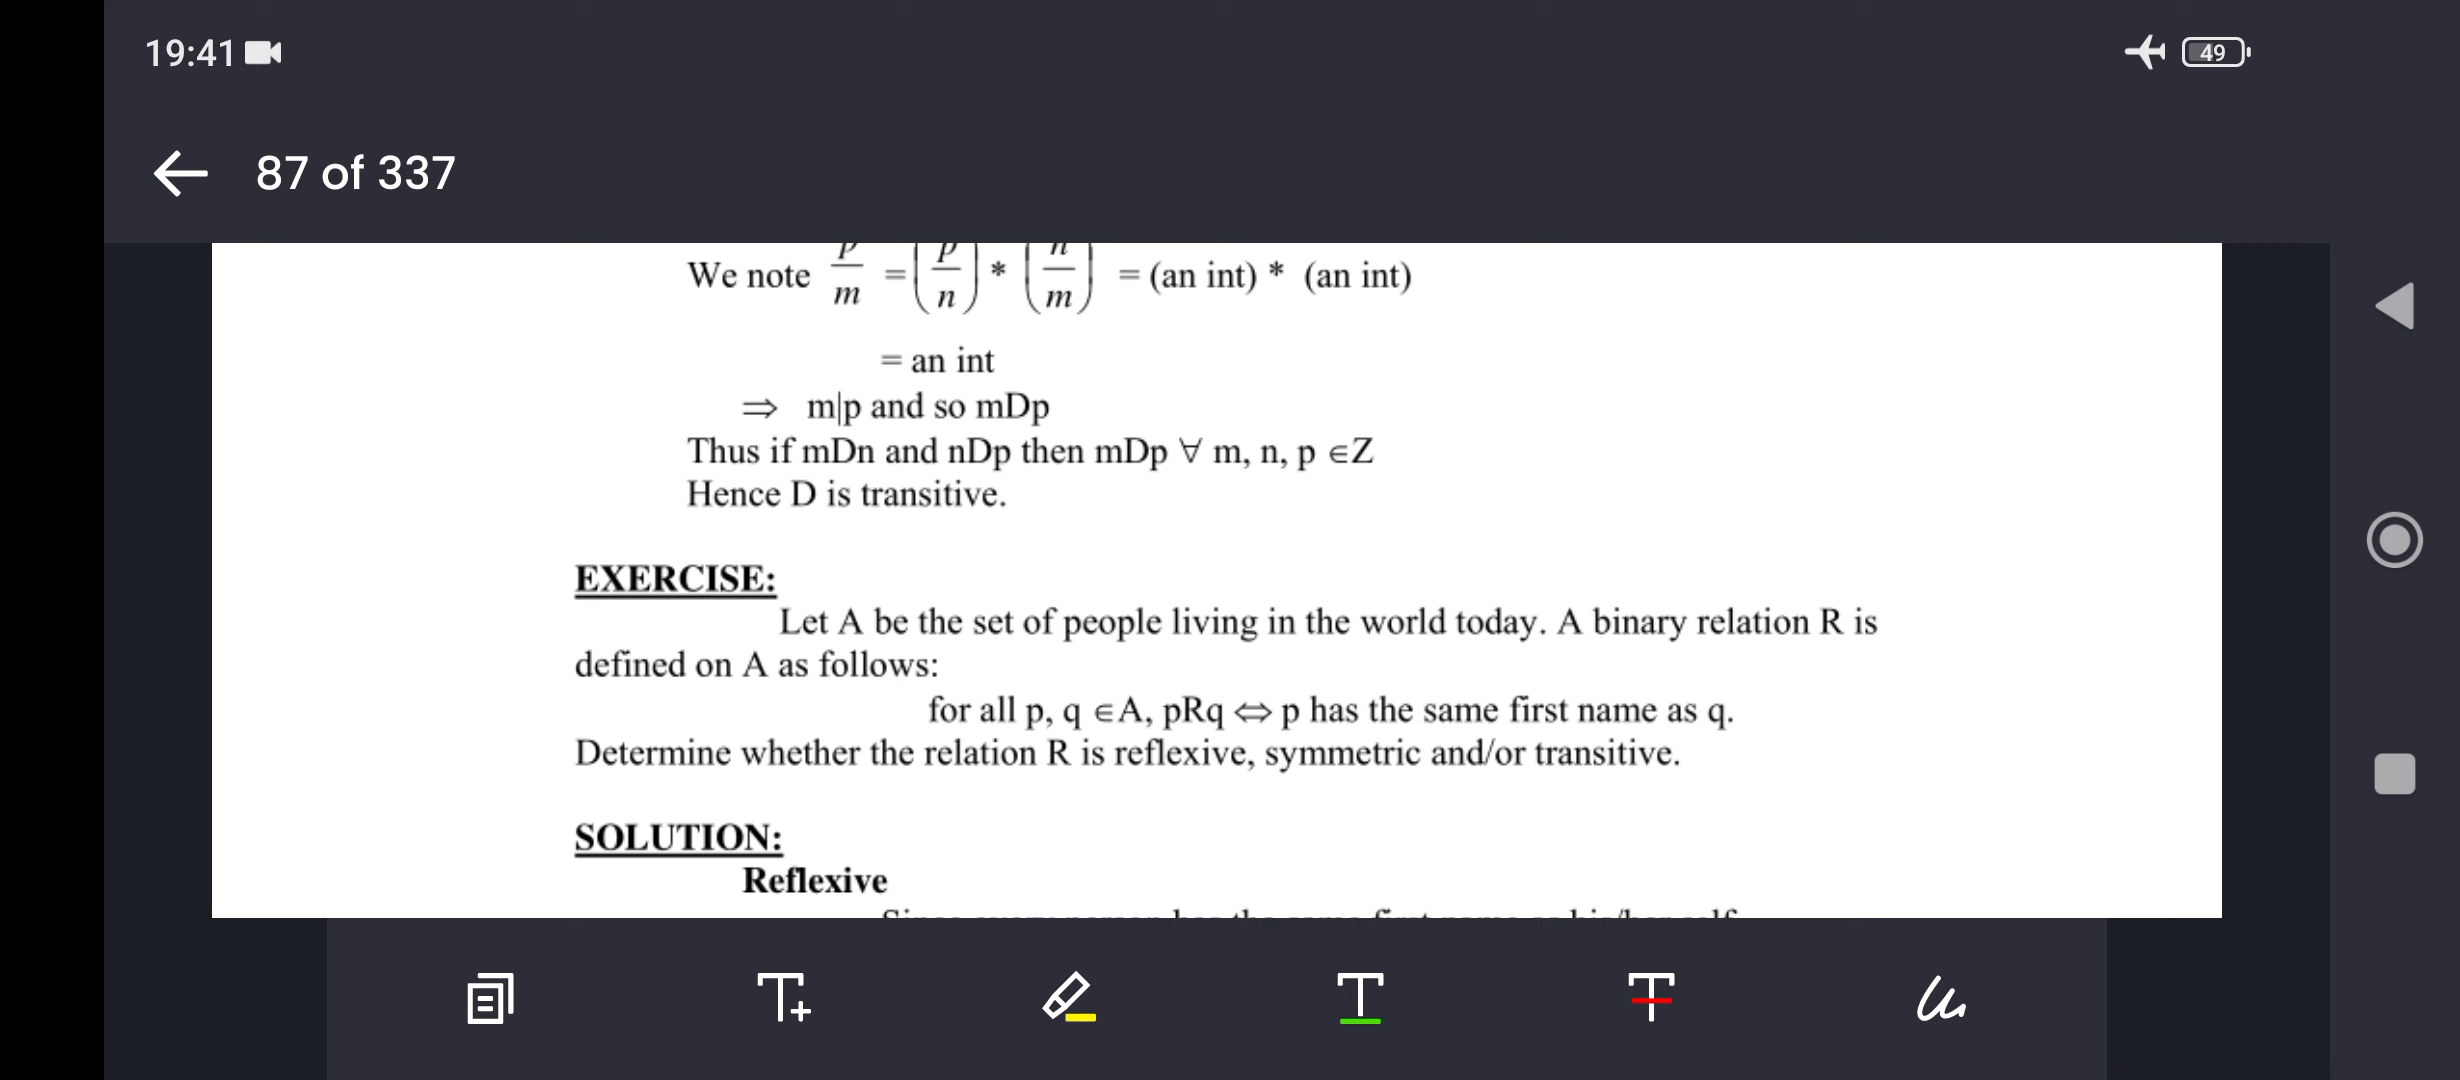 19:41
49
87 of 337
We note p/m = (p/n) * (n/m) = (an int) * (an int)
= an int
⇒ m|p and so mDp
Thus if mDn and nDp then mDp ∀ m, n, p ∈Z
Hence D is transitive.
EXERCISE:
Let A be the set of people living in the world today. A binary relation R is
defined on A as follows:
for all p, q ∈A, pRq ⇔ p has the same first name as q.
Determine whether the relation R is reflexive, symmetric and/or transitive.
SOLUTION:
Reflexive